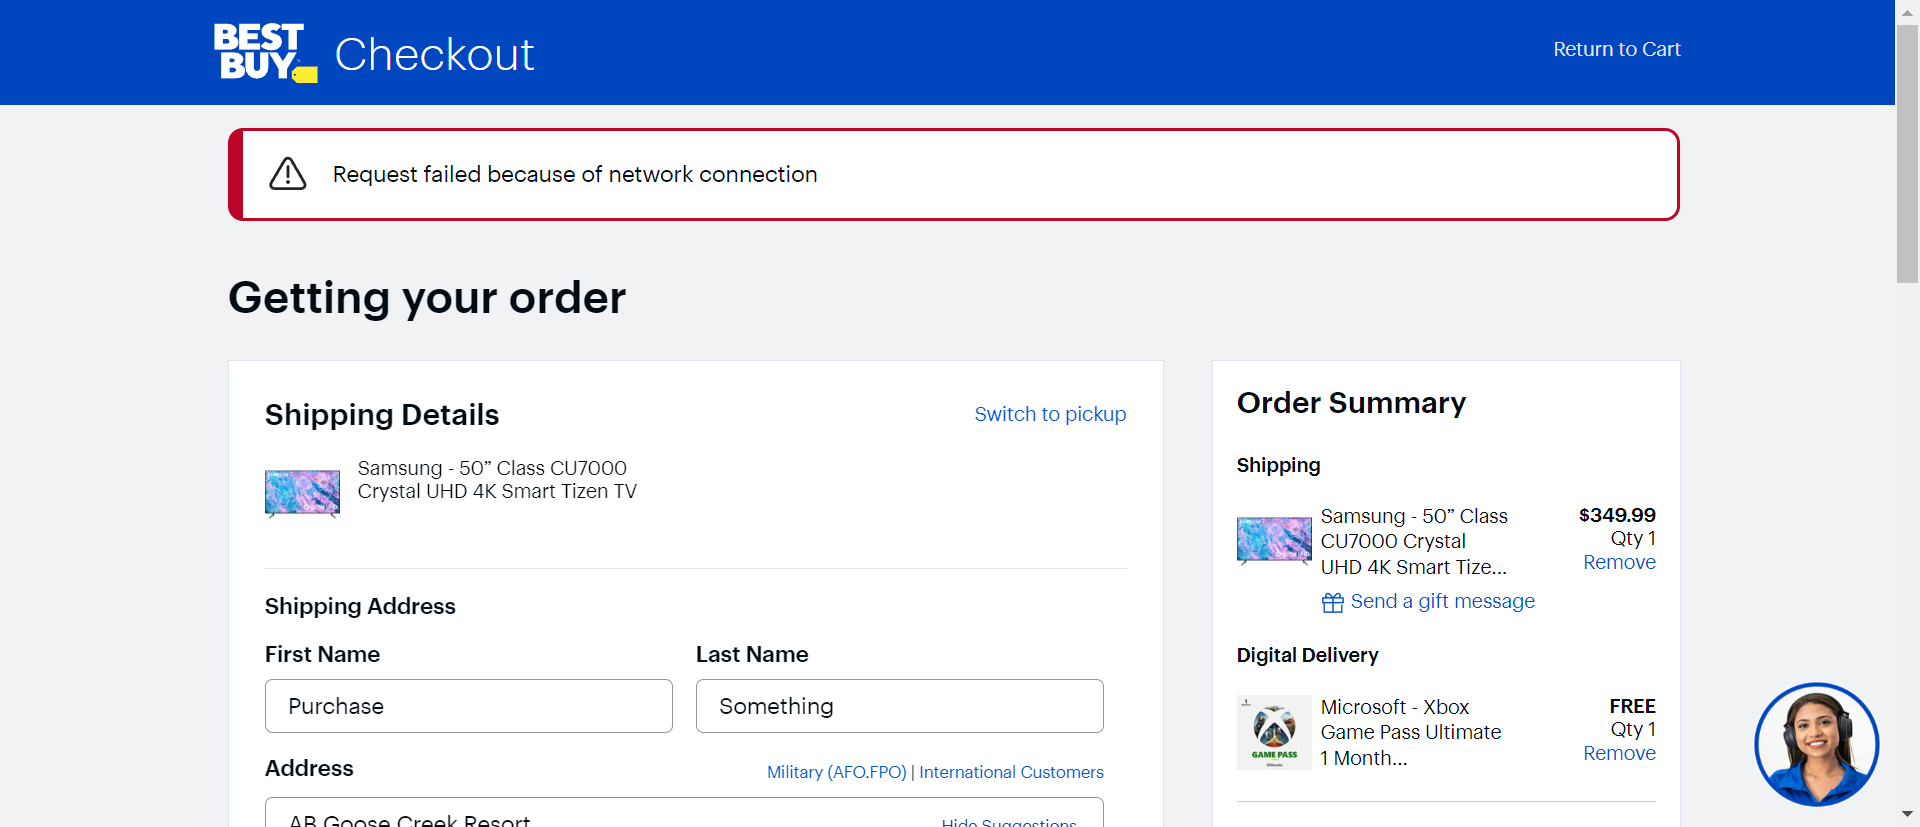 BEST
BUY
Checkout
Return to Cart
Request failed because of network connection
Getting your order
Shipping Details
Switch to pickup
Samsung - 50” Class CU7000
Crystal UHD 4K Smart Tizen TV
Shipping Address
First Name
Last Name
Purchase
Something
Address
Military (AFO.FPO) | International Customers
AB Goose Creek Resort
Hide Suggestions
Order Summary
Shipping
Samsung - 50” Class
CU7000 Crystal
UHD 4K Smart Tize...
$349.99
Qty 1
Remove
Send a gift message
Digital Delivery
Microsoft - Xbox
Game Pass Ultimate
1 Month...
FREE
Qty 1
Remove
GAME PASS
Ultimate